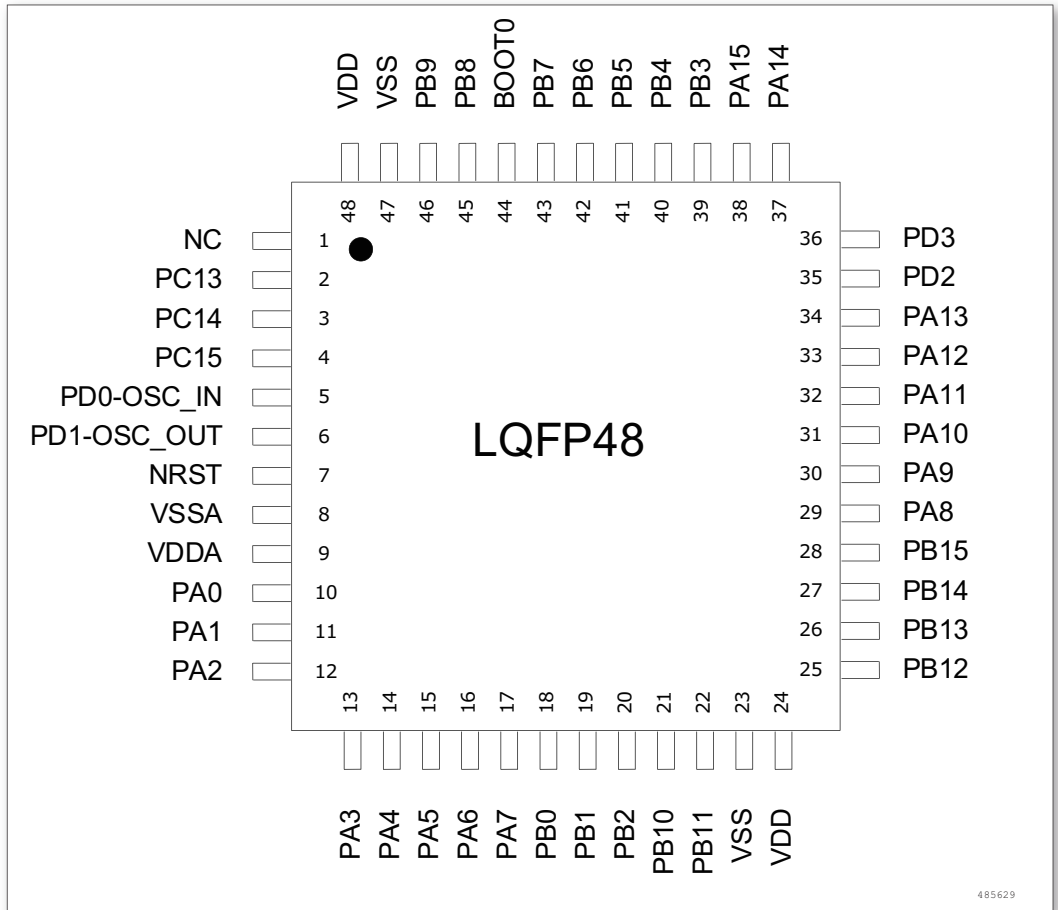 VDD
VSS
PB9
PB8
BOOT0
PB7
PB6
PB5
PB4
PB3
PA15
PA14
48
47
46
45
44
43
42
41
40
39
38
37
NC 1
PC13 2
PC14 3
PC15 4
PD0-OSC_IN 5
PD1-OSC_OUT 6
NRST 7
VSSA 8
VDDA 9
PA0 10
PA1 11
PA2 12
LQFP48
36 PD3
35 PD2
34 PA13
33 PA12
32 PA11
31 PA10
30 PA9
29 PA8
28 PB15
27 PB14
26 PB13
25 PB12
13
14
15
16
17
18
19
20
21
22
23
24
PA3
PA4
PA5
PA6
PA7
PB0
PB1
PB2
PB10
PB11
VSS
VDD
485629